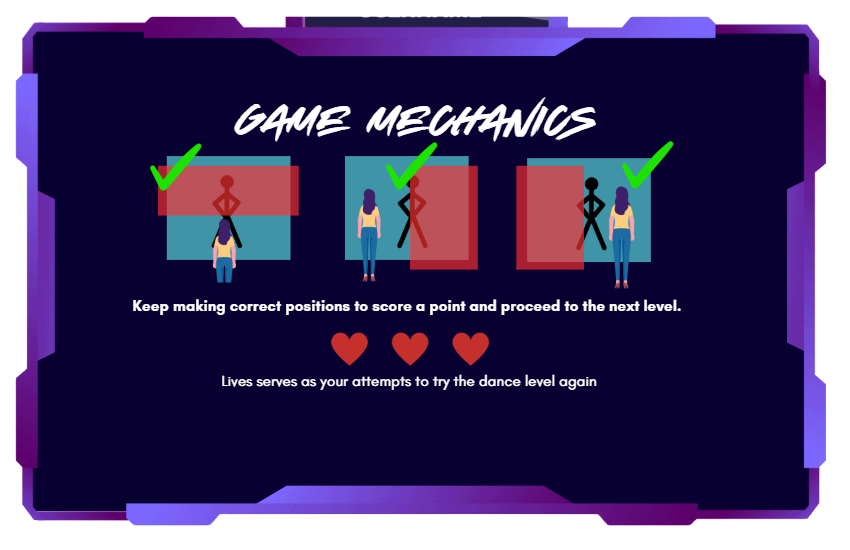 GAME MECHANICS
Keep making correct positions to score a point and proceed to the next level.
Lives serves as your attempts to try the dance level again